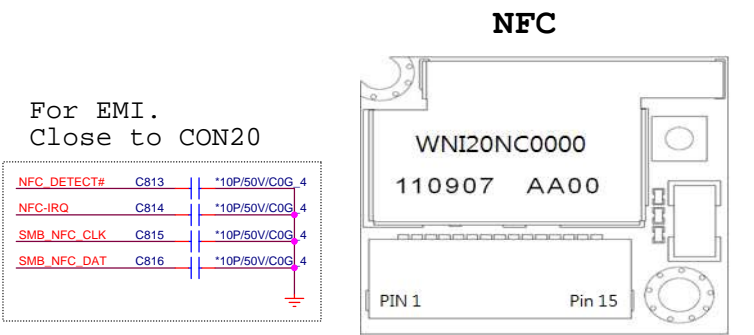 NFC
For EMI.
Close to CON20
NFC_DETECT# C813 *10P/50V/C0G_4
NFC-IRQ C814 *10P/50V/C0G_4
SMB_NFC_CLK C815 *10P/50V/C0G_4
SMB_NFC_DAT C816 *10P/50V/C0G_4
WNI20NC0000
110907 AA00
PIN 1 Pin 15